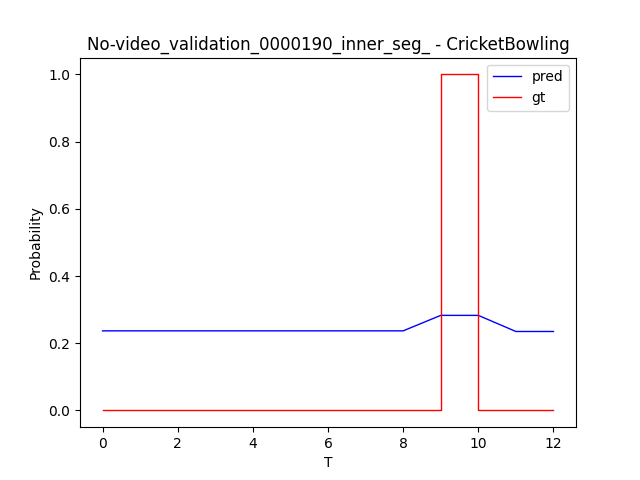 No-video_validation_0000190_inner_seg_ - CricketBowling
pred
gt
1.0
0.8
0.6
0.4
0.2
0.0
Probability
0 2 4 6 8 10 12
T